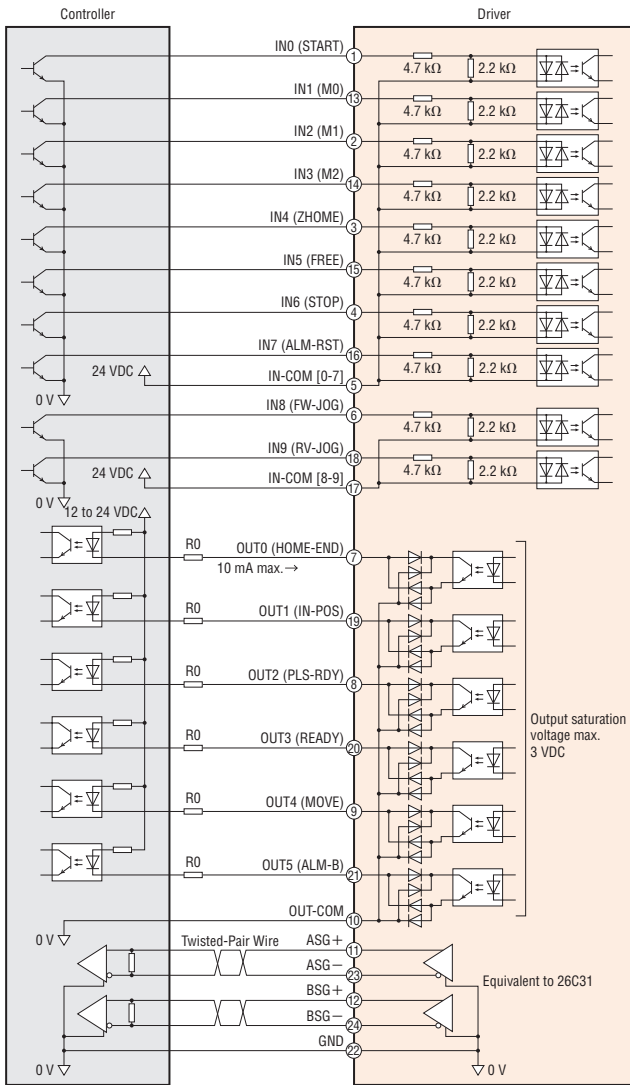 Controller Driver
IN0 (START) 1 4.7 kΩ 2.2 kΩ
IN1 (M0) 13 4.7 kΩ 2.2 kΩ
IN2 (M1) 2 4.7 kΩ 2.2 kΩ
IN3 (M2) 14 4.7 kΩ 2.2 kΩ
IN4 (ZHOME) 3 4.7 kΩ 2.2 kΩ
IN5 (FREE) 15 4.7 kΩ 2.2 kΩ
IN6 (STOP) 4 4.7 kΩ 2.2 kΩ
IN7 (ALM-RST) 16 4.7 kΩ 2.2 kΩ
24 VDC IN-COM [0-7] 5
0 V
IN8 (FW-JOG) 6 4.7 kΩ 2.2 kΩ
IN9 (RV-JOG) 18 4.7 kΩ 2.2 kΩ
24 VDC IN-COM [8-9] 17
0 V
12 to 24 VDC
R0 OUT0 (HOME-END) 7
10 mA max.→
R0 OUT1 (IN-POS) 19
R0 OUT2 (PLS-RDY) 8
R0 OUT3 (READY) 20
R0 OUT4 (MOVE) 9
R0 OUT5 (ALM-B) 21
Output saturation
voltage max.
3 VDC
OUT-COM 10
0 V
Twisted-Pair Wire ASG+ 11
ASG− 23
Equivalent to 26C31
BSG+ 12
BSG− 24
GND 22
0 V 0 V